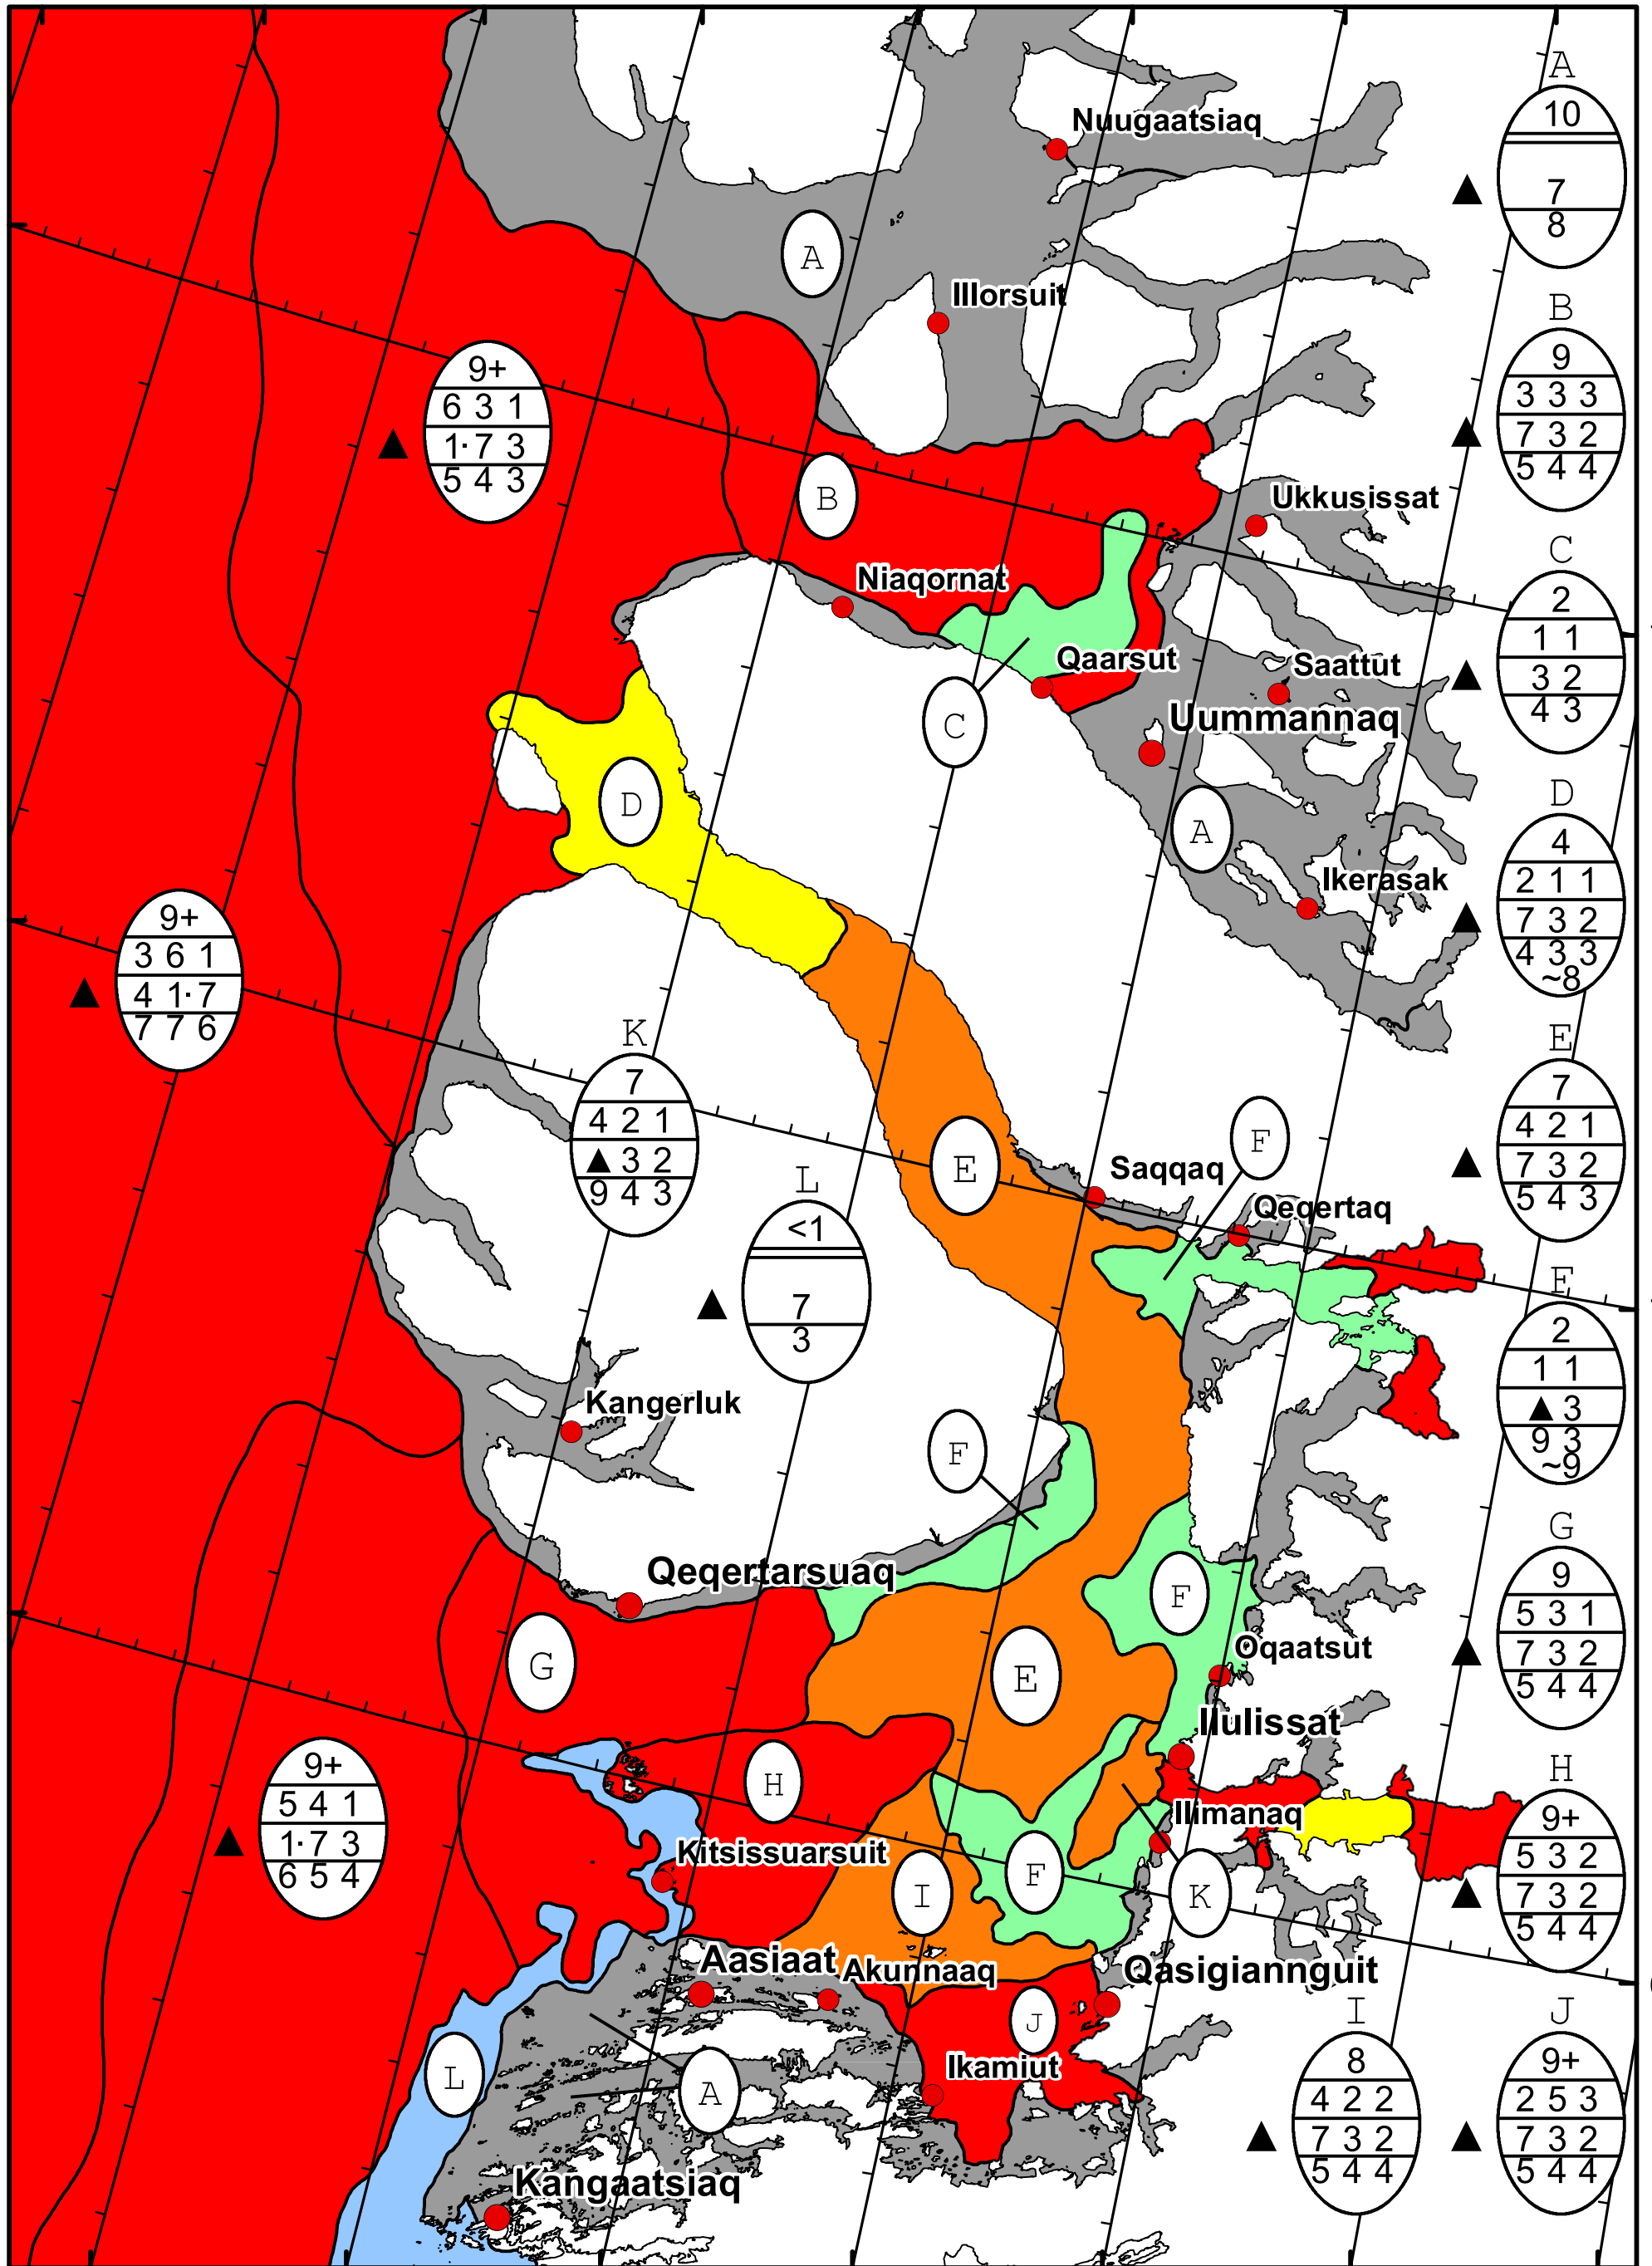 A
10
7
8
Nuugaatsiaq
A
Illorsuit
B
9
3 3 3
7 3 2
5 4 4
9+
6 3 1
1· 7 3
5 4 3
B
Ukkusissat
C
2
1 1
3 2
4 3
Niaqornat
Qaarsut
Saattut
C
Uummannaq
D
4
2 1 1
7 3 2
4 3 3
~8
D
A
Ikerasak
9+
3 6 1
4 1· 7
7 7 6
K
7
4 2 1
▲ 3 2
9 4 3
E
7
4 2 1
7 3 2
5 4 3
E
F
Saqqaq
Qeqertaq
L
<1
7
3
F
2
1 1
▲ 3
9 3
~9
Kangerluk
F
G
9
5 3 1
7 3 2
5 4 4
Qeqertarsuaq
F
G
E
Oqaatsut
Ilulissat
H
H
9+
5 3 2
7 3 2
5 4 4
9+
5 4 1
1· 7 3
6 5 4
Ilimanaq
Kitsissuarsuit
I
F
K
Aasiaat
Akunnaaq
Qasigiannguit
J
I
8
4 2 2
7 3 2
5 4 4
J
9+
2 5 3
7 3 2
5 4 4
L
A
Ikamiut
Kangaatsiaq